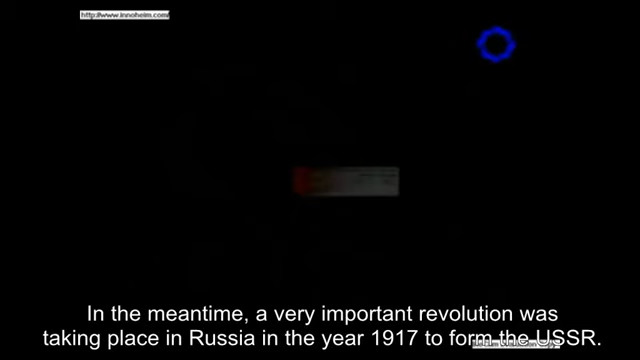 http://www.innoheim.com/
In the meantime, a very important revolution was
taking place in Russia in the year 1917 to form the USSR.